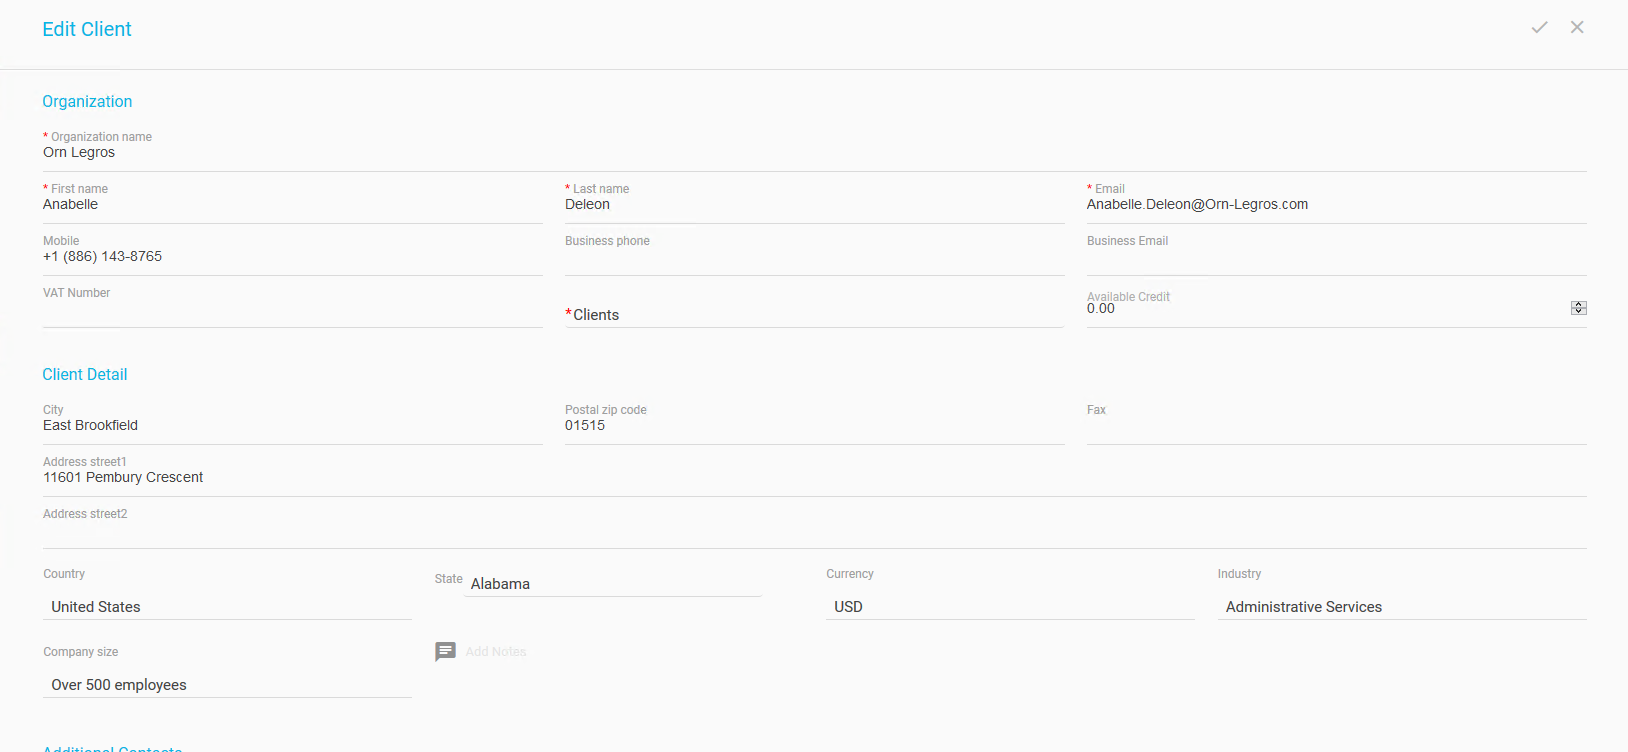 Edit Client
Organization
* Organization name
Orn Legros
* First name
Anabelle
* Last name
Deleon
* Email
Anabelle.Deleon@Orn-Legros.com
Mobile
+1 (886) 143-8765
Business phone
Business Email
VAT Number
*Clients
Available Credit
0.00
Client Detail
City
East Brookfield
Postal zip code
01515
Fax
Address street1
11601 Pembury Crescent
Address street2
Country
United States
State Alabama
Currency
USD
Industry
Administrative Services
Company size
Over 500 employees
Add Notes
Additional Contacts